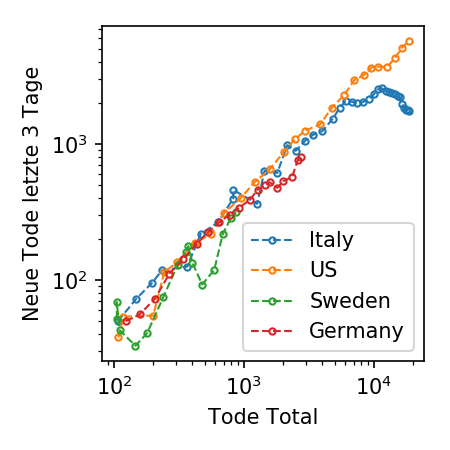 Neue Tode letzte 3 Tage
10³
10²
Italy
US
Sweden
Germany
10² 10³ 10⁴
Tode Total